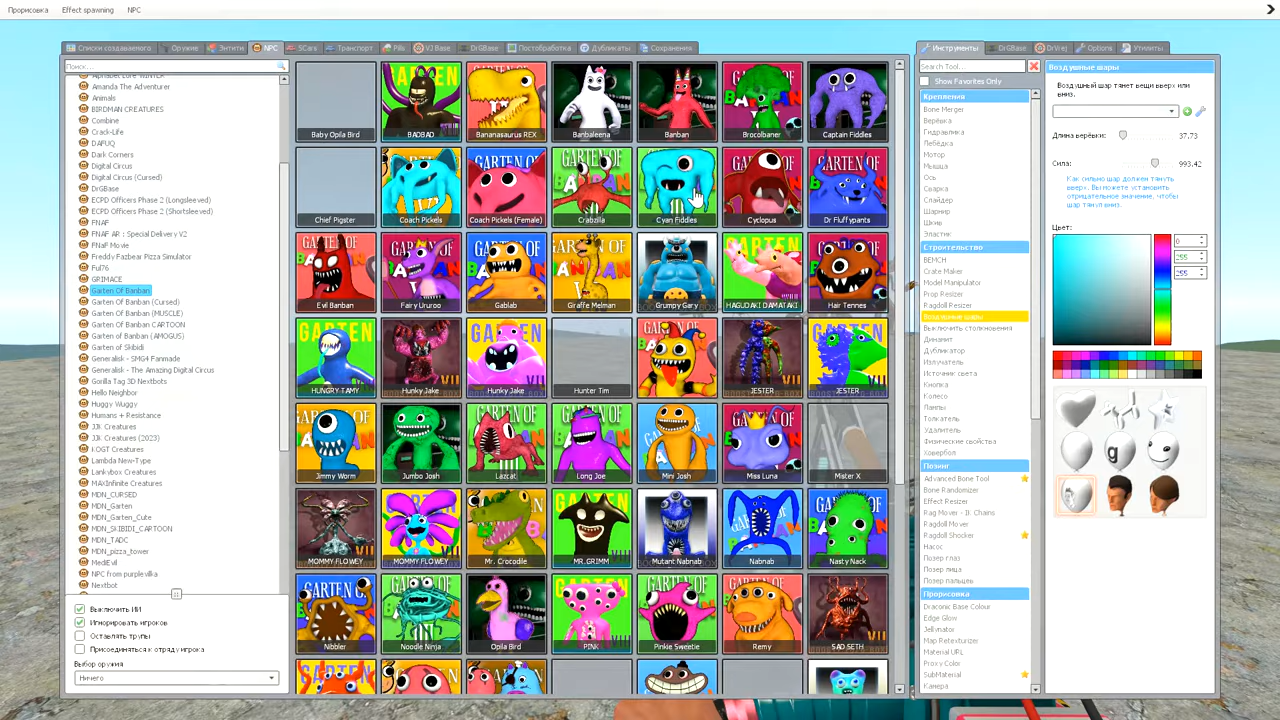 Прорисовка Effect spawning NPC
Списки создаваемого Оружие Энтити NPC SCars Транспорт Pills VJ Base DrGBase Постобработка Дубликаты Сохранения
Поиск...
Alphabet Lore WINTER
Amanda The Adventurer
Animals
BIRDMAN CREATURES
Combine
Crack-Life
DAFUQ
Dark Corners
Digital Circus
Digital Circus (Cursed)
DrGBase
ECPD Officers Phase 2 (Longsleeved)
ECPD Officers Phase 2 (Shortsleeved)
FNAF
FNAF AR : Special Delivery V2
FNaF Movie
Freddy Fazbear Pizza Simulator
Ful76
GRIMACE
Garten Of Banban
Garten Of Banban (Cursed)
Garten Of Banban (MUSCLE)
Garten Of Banban CARTOON
Garten of Banban (AMOGUS)
Garten of Skibidi
Generalisk - SMG4 Fanmade
Generalisk - The Amazing Digital Circus
Gorilla Tag 3D Nextbots
Hello Neighbor
Huggy Wuggy
Humans + Resistance
JJK Creatures
JJK Creatures (2023)
KOGT Creatures
Lambda New-Type
Lankybox Creatures
MAXInfinite Creatures
MDN_CURSED
MDN_Garten
MDN_Garten_Cute
MDN_SKIBIDI_CARTOON
MDN_TADC
MDN_pizza_tower
MediEvil
NPC from purplevilka
Nextbot
Выключить ИИ
Игнорировать игроков
Оставлять трупы
Присоединяться к отряду игрока
Выбор оружия
Ничего
Baby Opila Bird BADBAD Bananasaurus REX Banbaleena Banban Brocolbaner Captain Fiddles
Chief Pigster Coach Pickels Coach Pickels (Female) Crabzilla Cyan Fiddles Cyclopus Dr Fluffypants
Evil Banban Fairy Druroo Gablab Giraffe Melman Grumpy Gary HAGUDAKI DAMATAKI Hair Tennes
HUNGRY TAMY Hunky Jake Hunky Jake Hunter Tim JESTER JESTER JESTER
Jimmy Worm Jumbo Josh Lazcat Long Joe Mini Josh Miss Luna Mister X
MOMMY FLOWEY MOMMY FLOWEY Mr. Crocodile MR.GRIMM Mutant Nabnab Nabnab Nasty Nack
Nibbler Noodle Ninja Opila Bird PINK Pinkie Sweetie Remy SAD SETH
Инструменты DrGBase DrVrej Options Утилиты
Search Tool...
Show Favorites Only
Крепления
Bone Merger
Верёвка
Гидравлика
Лебёдка
Мотор
Мышца
Ось
Сварка
Слайдер
Шарнир
Шкив
Эластик
Строительство
BEMCH
Crate Maker
Model Manipulator
Prop Resizer
Ragdoll Resizer
Воздушные шары
Выключить столкновения
Динамит
Дубликатор
Излучатель
Источник света
Кнопка
Колесо
Лампы
Толкатель
Удалитель
Физические свойства
Ховербол
Позинг
Advanced Bone Tool
Bone Randomizer
Effect Resizer
Rag Mover - IK Chains
Ragdoll Mover
Ragdoll Shocker
Насос
Позер глаз
Позер лица
Позер пальцев
Прорисовка
Draconic Base Colour
Edge Glow
Jellynator
Map Retexturizer
Material URL
Proxy Color
SubMaterial
Камера
Воздушные шары
Воздушный шар тянет вещи вверх или
вниз.
Длина верёвки: 37.73
Сила: 993.42
Как сильно шар должен тянуть
вверх. Вы можете установить
отрицательное значение, чтобы
шар тянул вниз.
Цвет:
0
255
255